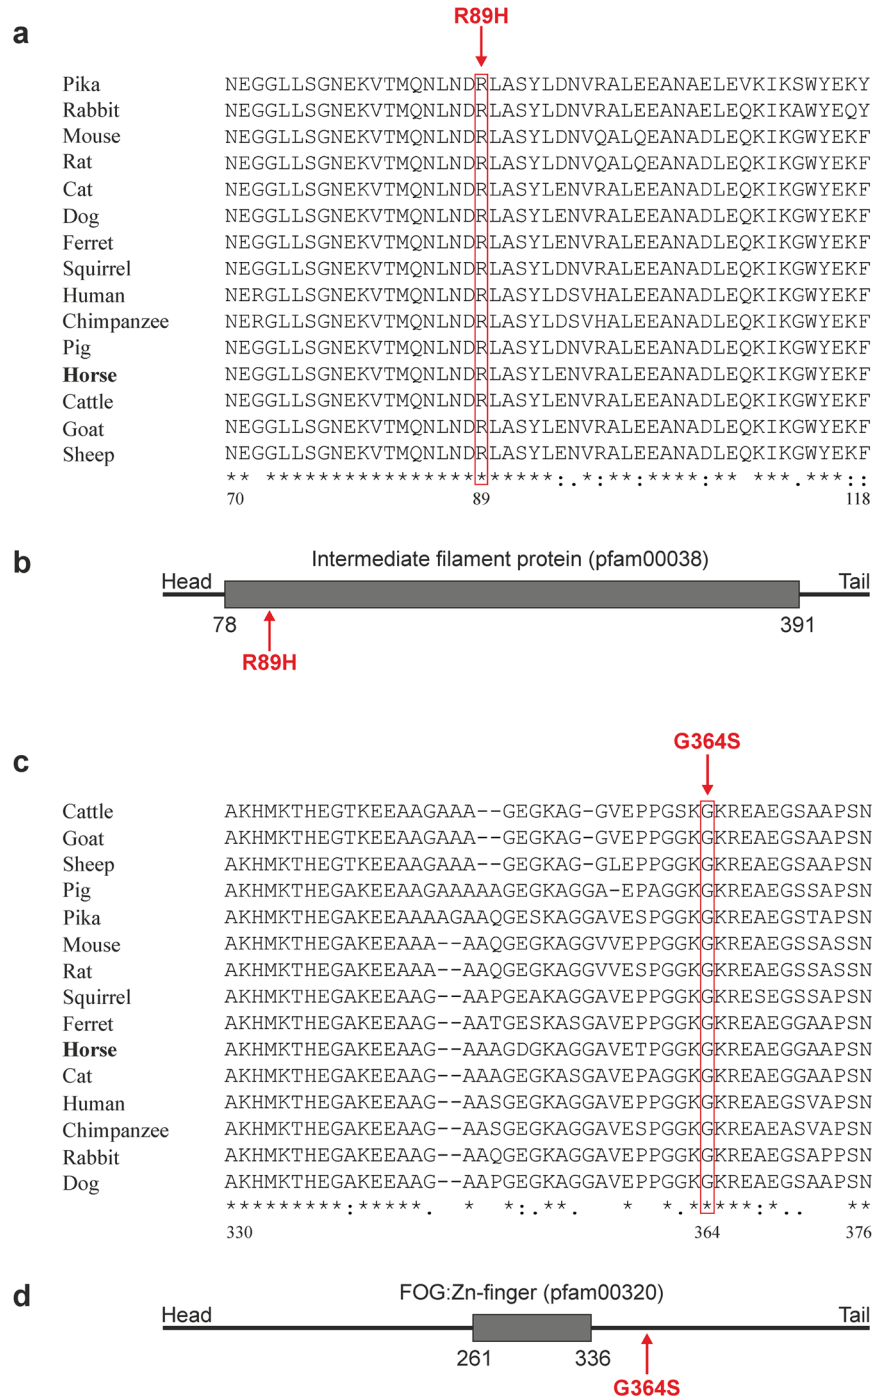 a
R89H
Pika NEGGLLSGNEKVTMQNLNDRLASYLDNVRALEEANAELEVKIKSWYEKY
Rabbit NEGGLLSGNEKVTMQNLNDRLASYLDNVRALEEANAELEQKIKAWYEQY
Mouse NEGGLLSGNEKVTMQNLNDRLASYLDNVQALQEANADLEQKIKGWYEKF
Rat NEGGLLSGNEKVTMQNLNDRLASYLDNVQALQEANADLEQKIKGWYEKF
Cat NEGGLLSGNEKVTMQNLNDRLASYLENVRALEEANADLEQKIKGWYEKF
Dog NEGGLLSGNEKVTMQNLNDRLASYLENVRALEEANADLEQKIKGWYEKF
Ferret NEGGLLSGNEKVTMQNLNDRLASYLENVRALEEANADLEQKIKGWYEKF
Squirrel NEGGLLSGNEKVTMQNLNDRLASYLDNVRALEEANADLEQKIKGWYEKF
Human NERGLLSGNEKVTMQNLNDRLASYLDSVHALEEANADLEQKIKGWYEKF
Chimpanzee NERGLLSGNEKVTMQNLNDRLASYLDSVHALEEANADLEQKIKGWYEKF
Pig NEGGLLSGNEKVTMQNLNDRLASYLDNVRALEEANADLEQKIKGWYEKF
Horse NEGGLLSGNEKVTMQNLNDRLASYLENVRALEEANADLEQKIKGWYEKF
Cattle NEGGLLSGNEKVTMQNLNDRLASYLENVRALEEANADLEQKIKGWYEKF
Goat NEGGLLSGNEKVTMQNLNDRLASYLENVRALEEANADLEQKIKGWYEKF
Sheep NEGGLLSGNEKVTMQNLNDRLASYLENVRALEEANADLEQKIKGWYEKF
** **********************:.*:**:****:** ***.****::
70 89 118
b
Intermediate filament protein (pfam00038)
Head Tail
78 391
R89H
c
G364S
Cattle AKHMKTHEGTKEEAAGAAA--GEGKAG-GVEPPGSKGKREAEGSAAPSN
Goat AKHMKTHEGTKEEAAGAAA--GEGKAG-GVEPPGGKGKREAEGSAAPSN
Sheep AKHMKTHEGTKEEAAGAAA--GEGKAG-GLEPPGGKGKREAEGSAAPSN
Pig AKHMKTHEGAKEEAAGAAAAAGEGKAGGA-EPAGGKGKREAEGSSAPSN
Pika AKHMKTHEGAKEEAAAAGAAQGESKAGGAVESPGGKGKREAEGSTAPSN
Mouse AKHMKTHEGAKEEAAA--AAQGEGKAGGVVEPPGGKGKREAEGSSASSN
Rat AKHMKTHEGAKEEAAA--AAQGEGKAGGVVESPGGKGKREAEGSSASSN
Squirrel AKHMKTHEGAKEEAAG--AAPGEAKAGGAVEPPGGKGKRESEGSSAPSN
Ferret AKHMKTHEGAKEEAAG--AATGESKASGAVEPPGGKGKREAEGGAAPSN
Horse AKHMKTHEGAKEEAAG--AAAGDGKAGGAVETPGGKGKREAEGGAAPSN
Cat AKHMKTHEGAKEEAAG--AAAGEGKASGAVEPAGGKGKREAEGGAAPSN
Human AKHMKTHEGAKEEAAG--AASGEGKAGGAVEPPGGKGKREAEGSVAPSN
Chimpanzee AKHMKTHEGAKEEAAG--AASGEGKAGGAVESPGGKGKREAEASVAPSN
Rabbit AKHMKTHEGAKEEAAG--AAQGEGKAGGAVEPPGGKGKREAEGSAPPSN
Dog AKHMKTHEGAKEEAAG--AAPGEGKAGGAVEPPGGKGKREAEGSAAPSN
*********:*****. * *:.**. * *.*****:*.. **
330 364 376
d
FOG:Zn-finger (pfam00320)
Head Tail
261 336
G364S